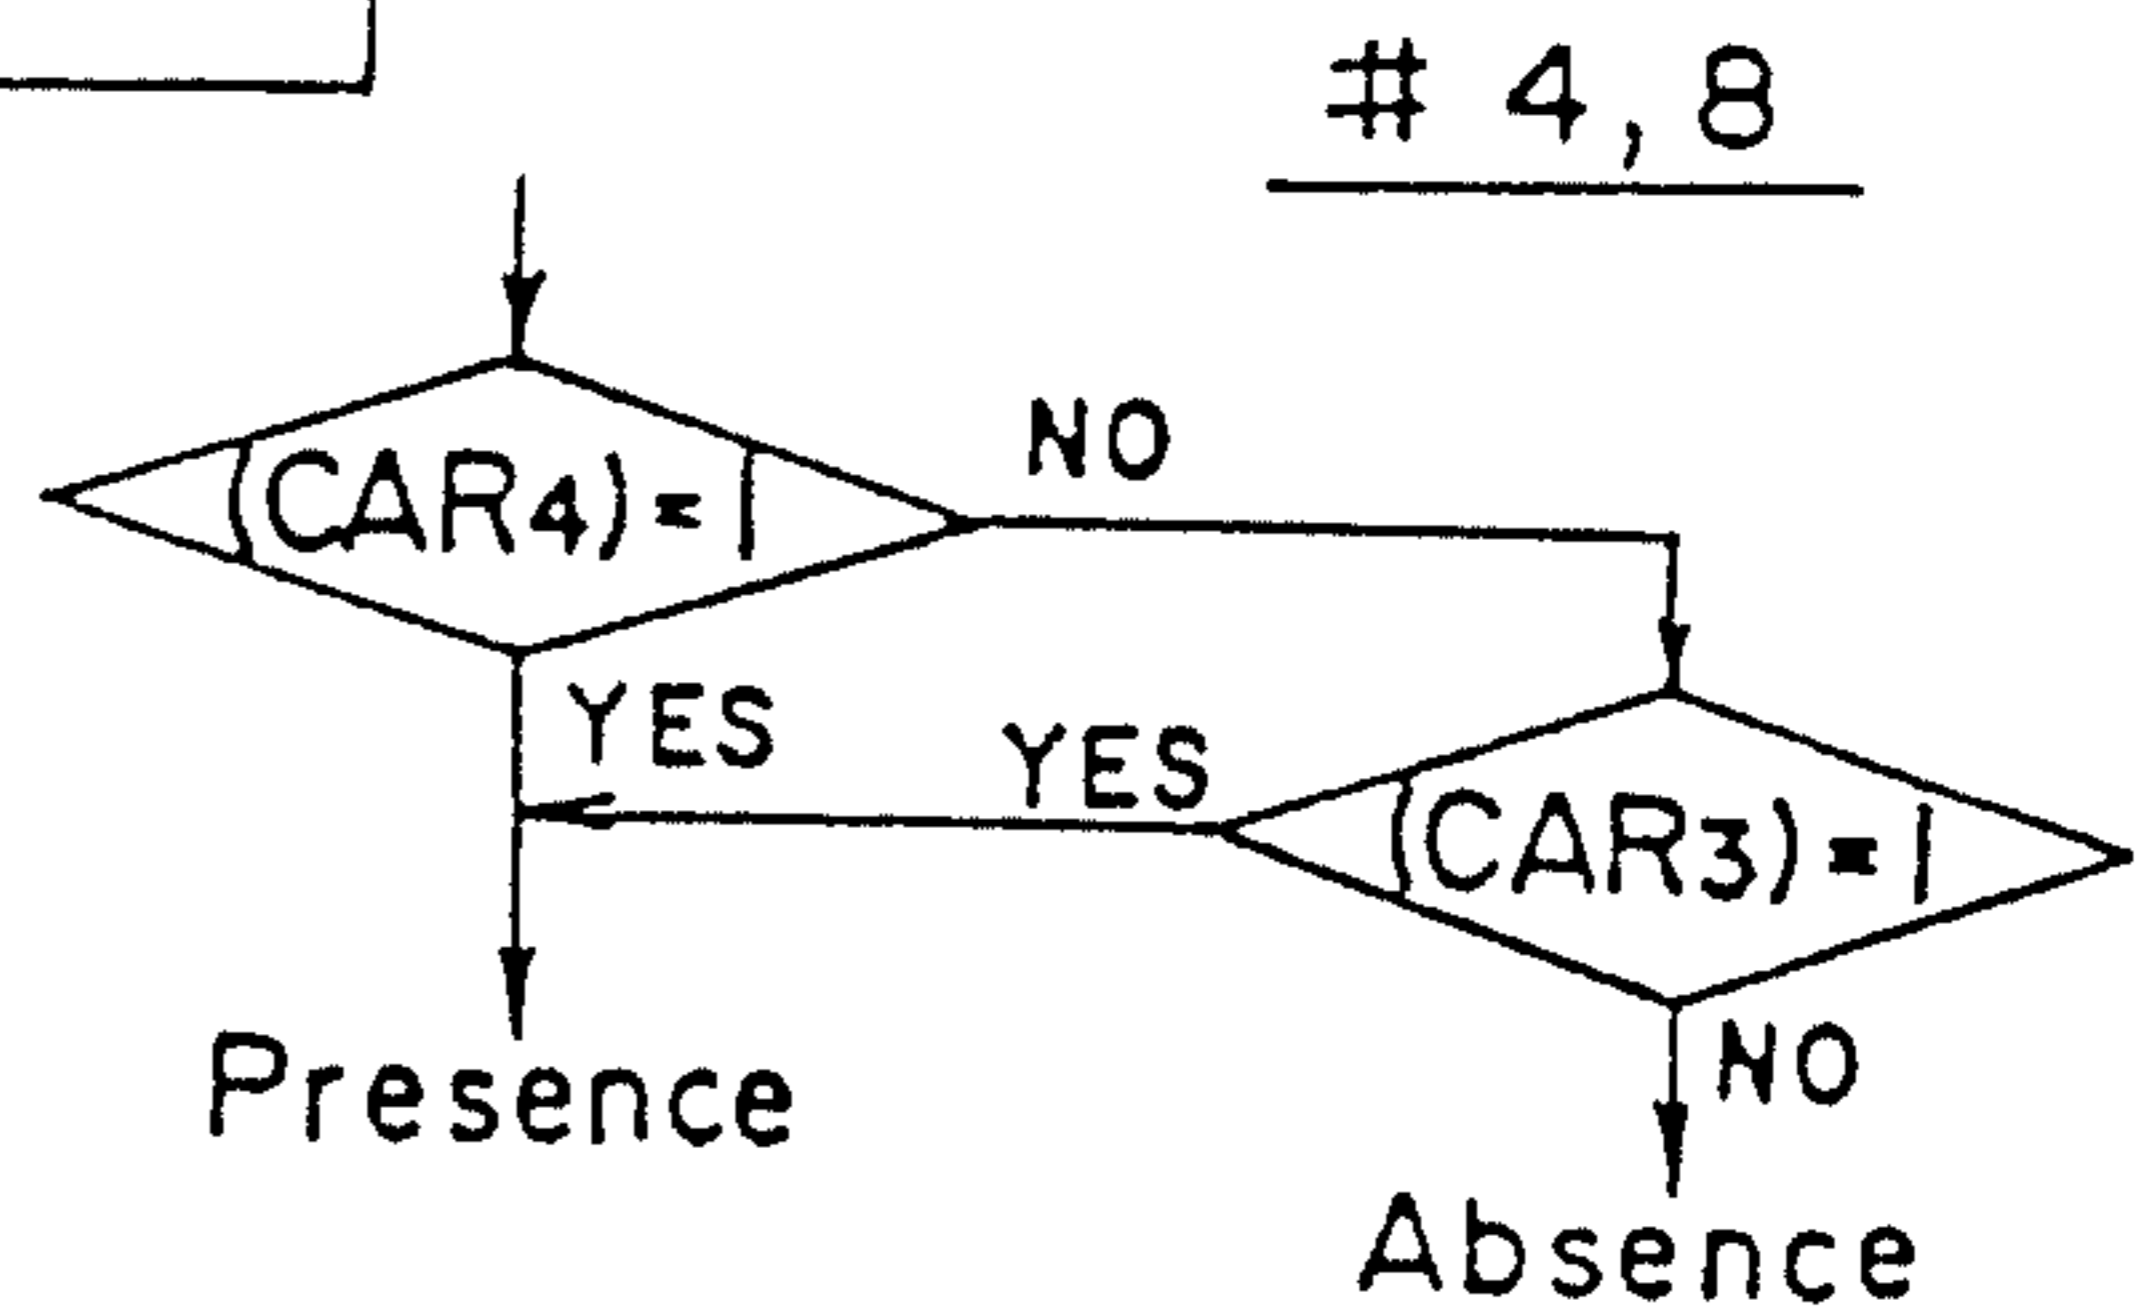 # 4,8
(CAR4)=1
NO
YES
YES
(CAR3)=1
Presence
NO
Absence